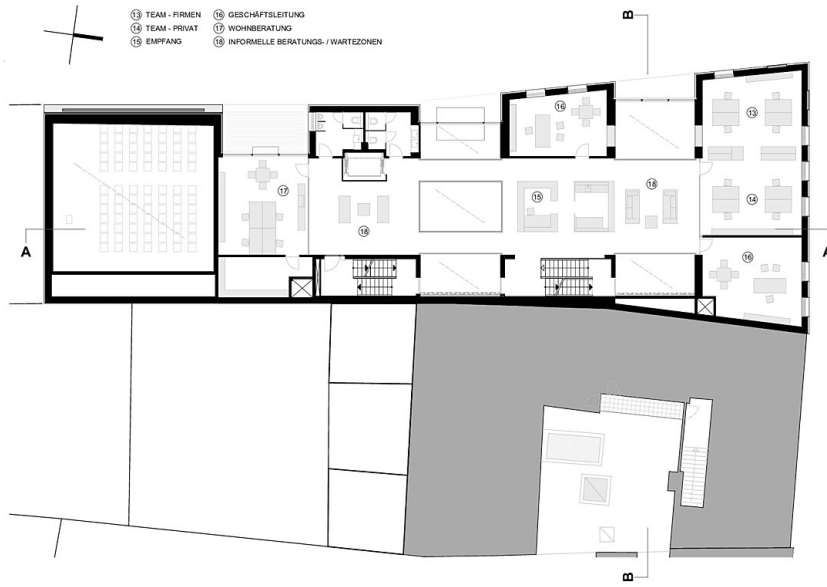 13 TEAM - FIRMEN
14 TEAM - PRIVAT
15 EMPFANG
16 GESCHÄFTSLEITUNG
17 WOHNBERATUNG
18 INFORMELLE BERATUNGS- / WARTEZONEN
B
16
13
17
15
18
14
18
A
A
16
B